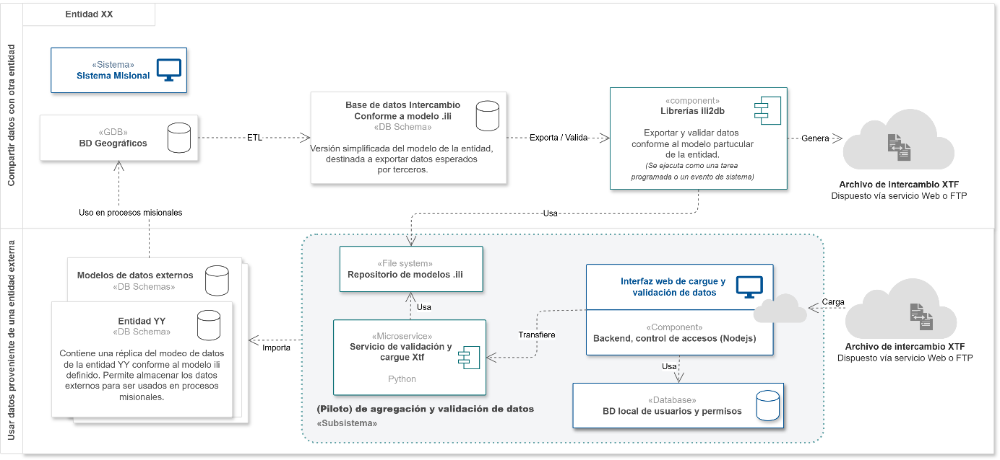 Entidad XX
Compartir datos con otra entidad
«Sistema»
Sistema Misional
«GDB»
BD Geográficos
ETL
Base de datos Intercambio
Conforme a modelo .ili
«DB Schema»
Versión simplificada del modelo de la entidad,
destinada a exportar datos esperados
por terceros.
Exporta / Valida
«component»
Librerías Ili2db
Exportar y validar datos
conforme al modelo partucular
de la entidad.
(Se ejecuta como una tarea
programada o un evento de sistema)
Genera
Archivo de intercambio XTF
Dispuesto vía servicio Web o FTP
Uso en procesos misionales
Usa
Usar datos proveniente de una entidad externa
Modelos de datos externos
«DB Schemas»
Entidad YY
«DB Schema»
Contiene una réplica del modeo de datos
de la entidad YY conforme al modelo ili
definido. Permite almacenar los datos
externos para ser usados en procesos
misionales.
Importa
«File system»
Repositorio de modelos .ili
Usa
«Microservice»
Servicio de validación y
cargue Xtf
Python
(Piloto) de agregación y validación de datos
«Subsistema»
Transfiere
Interfaz web de cargue y
validación de datos
«Component»
Backend, control de accesos (Nodejs)
Usa
«Database»
BD local de usuarios y permisos
Carga
Archivo de intercambio XTF
Dispuesto vía servicio Web o FTP